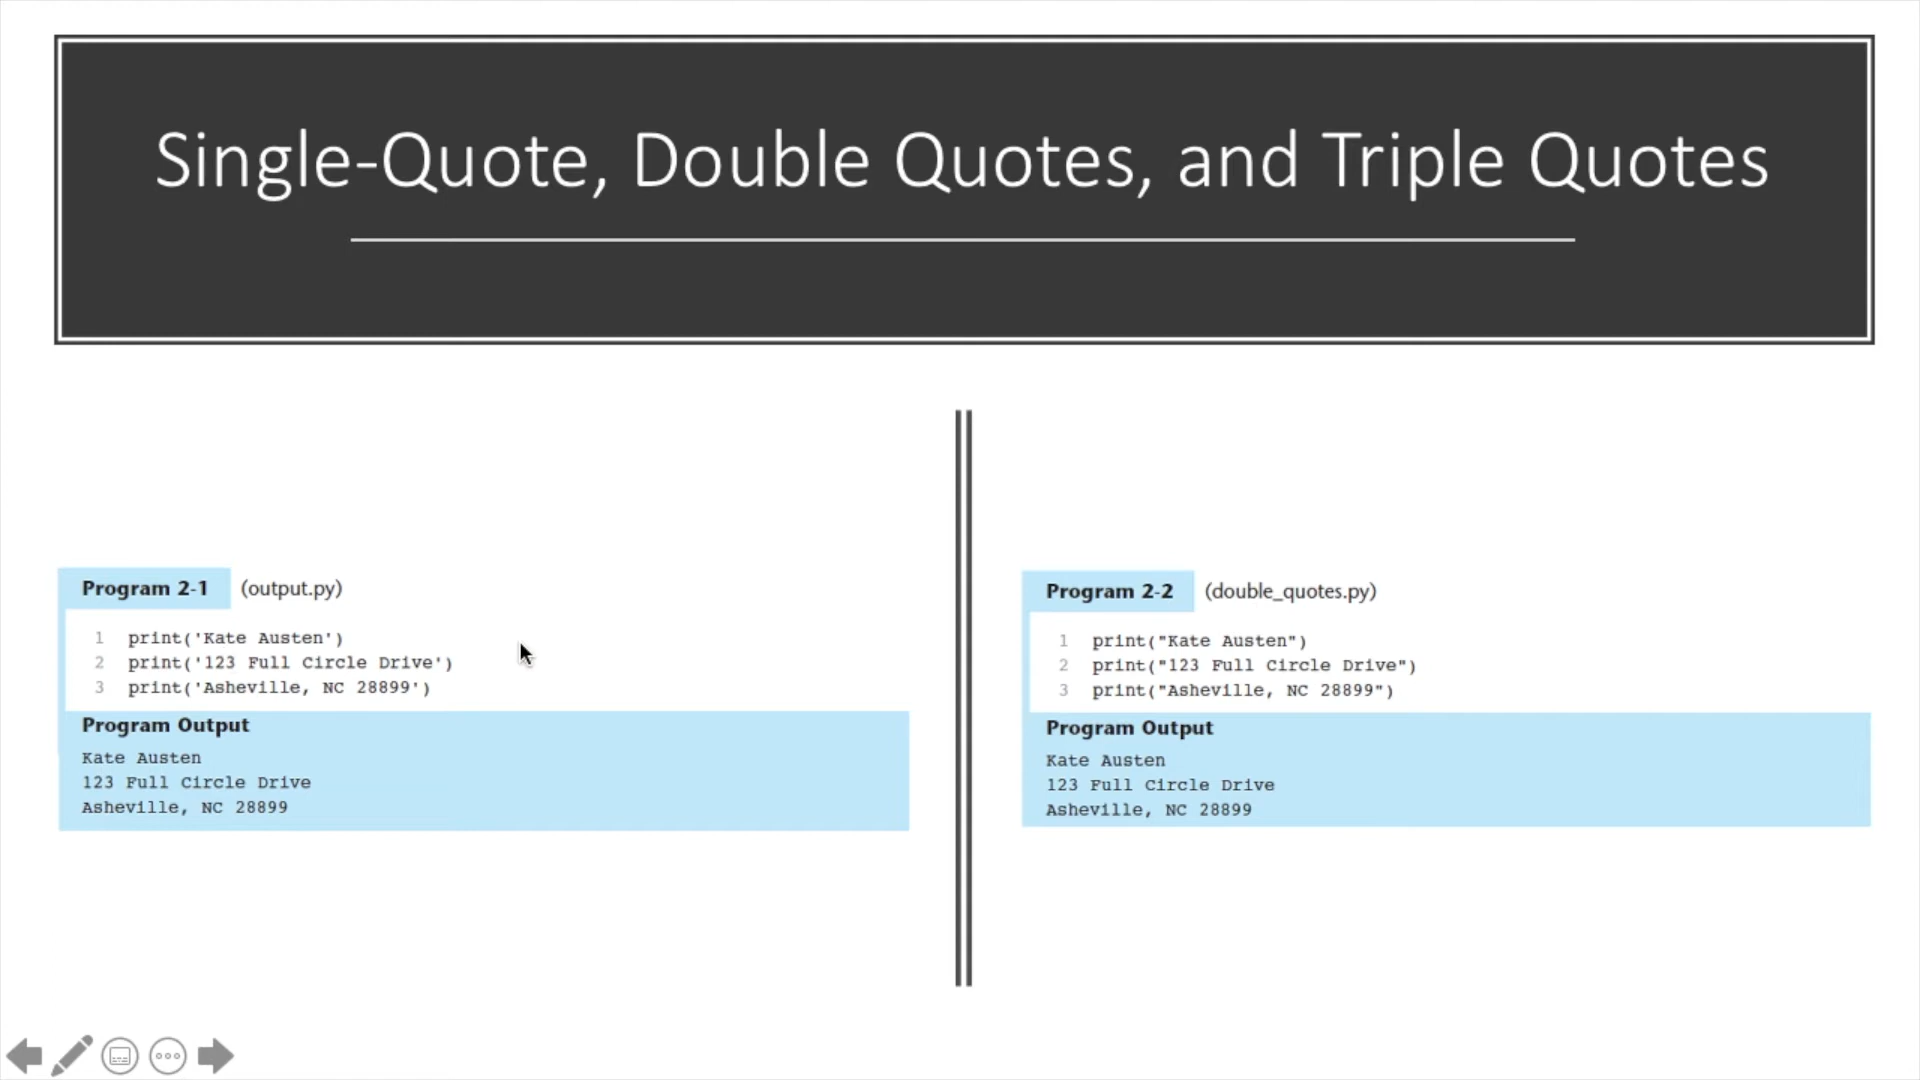 Single-Quote, Double Quotes, and Triple Quotes
Program 2-1 (output.py)
1 print('Kate Austen')
2 print('123 Full Circle Drive')
3 print('Asheville, NC 28899')
Program Output
Kate Austen
123 Full Circle Drive
Asheville, NC 28899
Program 2-2 (double_quotes.py)
1 print("Kate Austen")
2 print("123 Full Circle Drive")
3 print("Asheville, NC 28899")
Program Output
Kate Austen
123 Full Circle Drive
Asheville, NC 28899